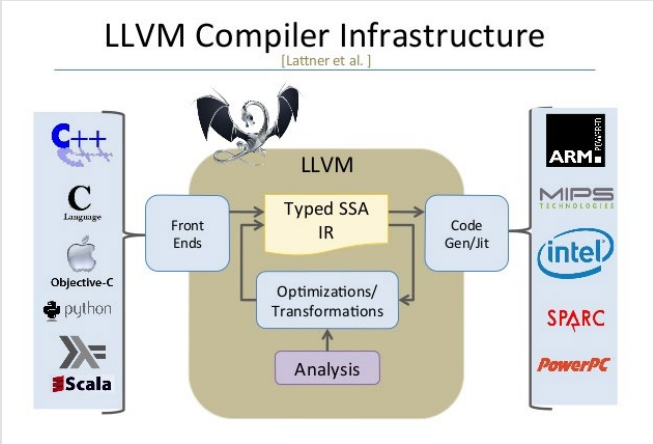 LLVM Compiler Infrastructure
[Lattner et al. ]
C++
C
Language
Objective-C
python
Scala
Front
Ends
LLVM
Typed SSA
IR
Optimizations/
Transformations
Analysis
Code
Gen/Jit
ARM
POWERED
MIPS
TECHNOLOGIES
intel
SPARC
PowerPC